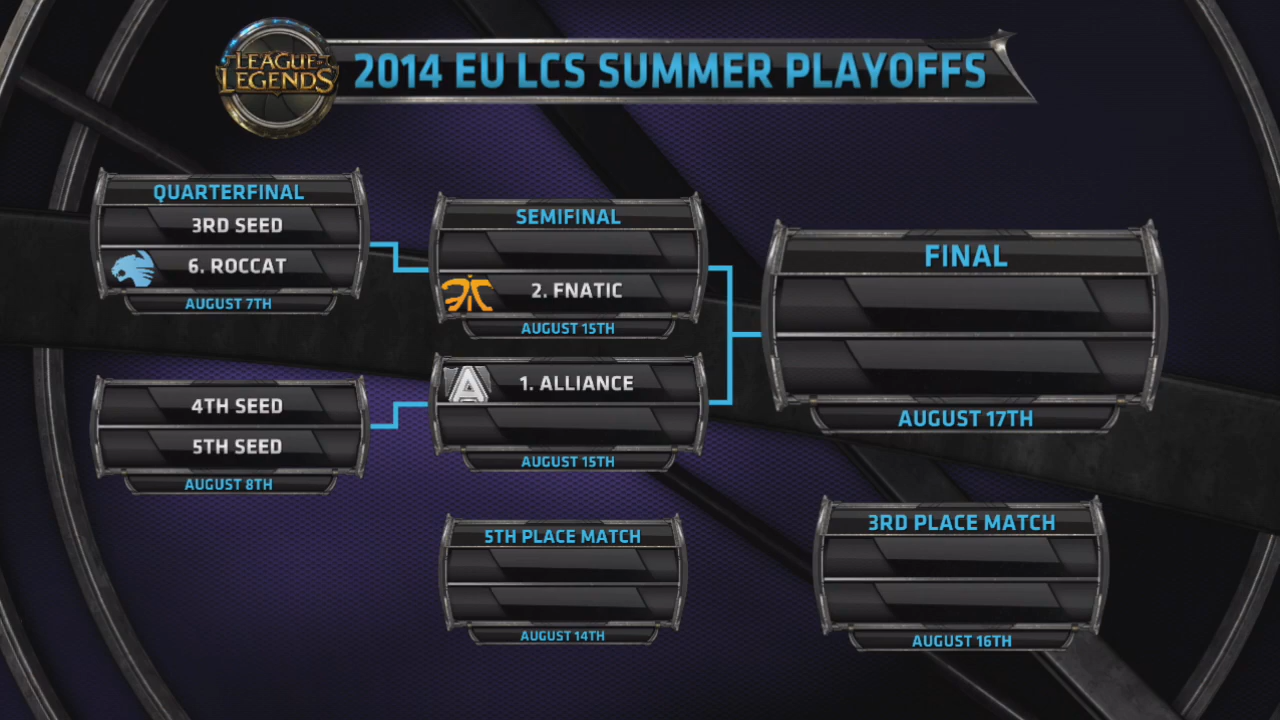 LEAGUE OF LEGENDS
2014 EU LCS SUMMER PLAYOFFS
QUARTERFINAL
3RD SEED
6. ROCCAT
AUGUST 7TH
4TH SEED
5TH SEED
AUGUST 8TH
SEMIFINAL
2. FNATIC
AUGUST 15TH
1. ALLIANCE
AUGUST 15TH
5TH PLACE MATCH
AUGUST 14TH
FINAL
AUGUST 17TH
3RD PLACE MATCH
AUGUST 16TH